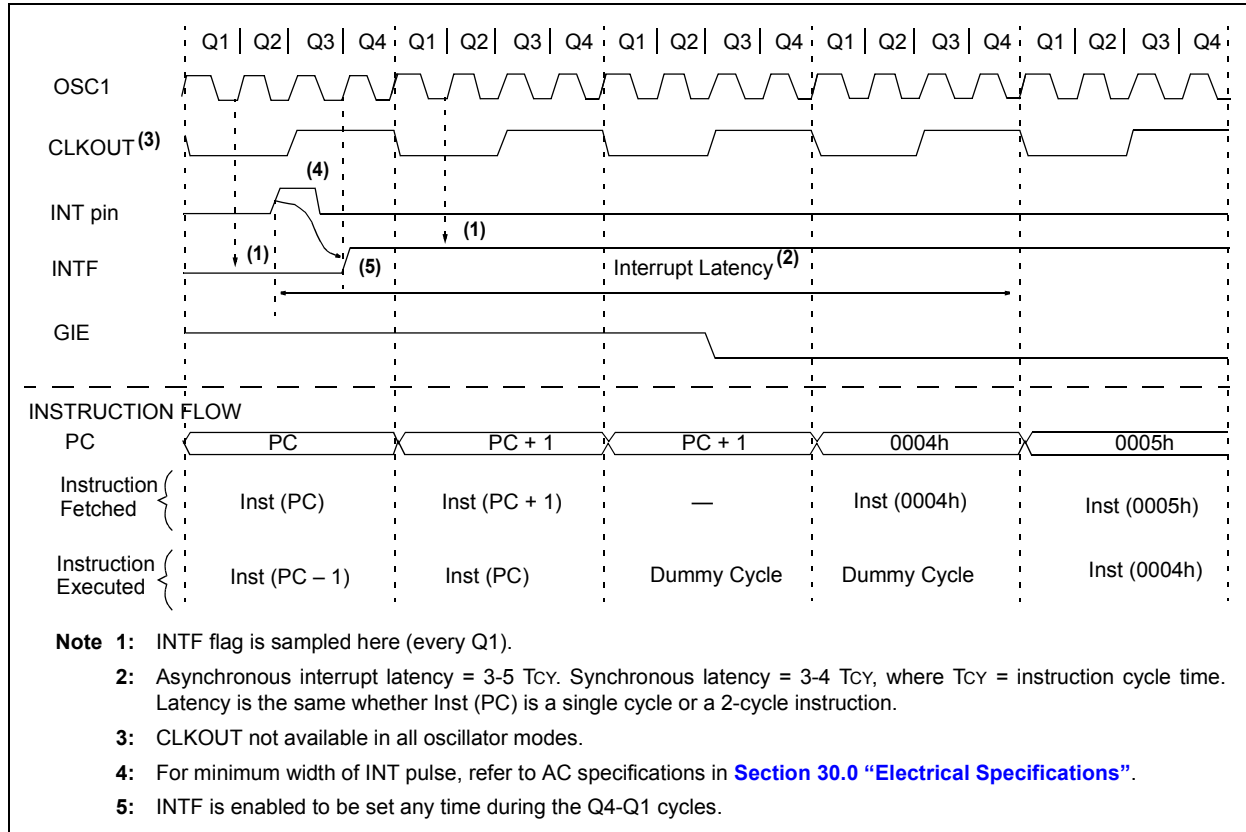 Q1 | Q2 | Q3 | Q4 Q1 | Q2 | Q3 | Q4 Q1 | Q2 | Q3 | Q4 Q1 | Q2 | Q3 | Q4 Q1 | Q2 | Q3 | Q4
OSC1
CLKOUT (3)
(4)
INT pin
(1)
(1)
INTF
(5)
Interrupt Latency (2)
GIE
INSTRUCTION FLOW
PC PC PC + 1 PC + 1 0004h 0005h
Instruction
Fetched
Inst (PC) Inst (PC + 1) — Inst (0004h) Inst (0005h)
Instruction
Executed
Inst (PC – 1) Inst (PC) Dummy Cycle Dummy Cycle Inst (0004h)
Note 1: INTF flag is sampled here (every Q1).
2: Asynchronous interrupt latency = 3-5 TCY. Synchronous latency = 3-4 TCY, where TCY = instruction cycle time.
Latency is the same whether Inst (PC) is a single cycle or a 2-cycle instruction.
3: CLKOUT not available in all oscillator modes.
4: For minimum width of INT pulse, refer to AC specifications in Section 30.0 “Electrical Specifications”.
5: INTF is enabled to be set any time during the Q4-Q1 cycles.